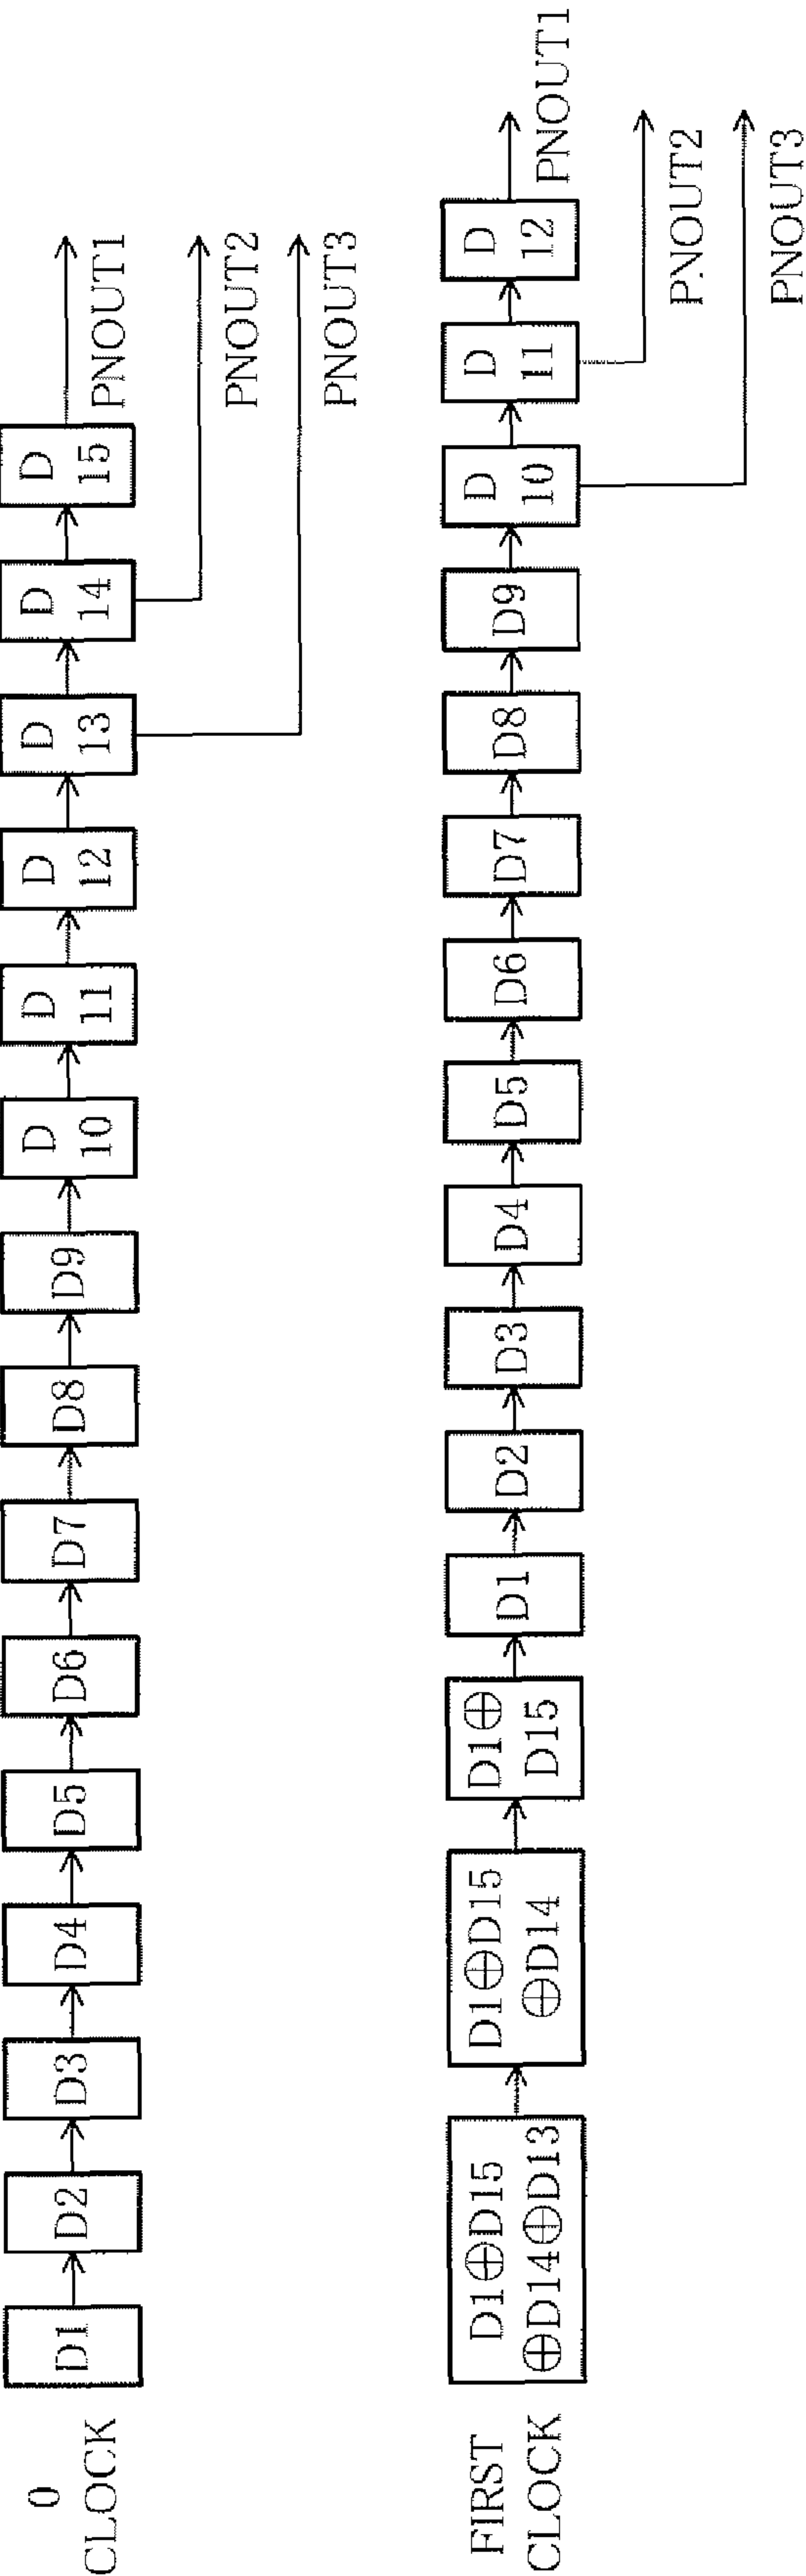 0
CLOCK
D1
D2
D3
D4
D5
D6
D7
D8
D9
D
10
D
11
D
12
D
13
D
14
D
15
PNOUT1
PNOUT2
PNOUT3
FIRST
CLOCK
D1⊕D15
⊕D14⊕D13
D1⊕D15
⊕D14
D1⊕
D15
D1
D2
D3
D4
D5
D6
D7
D8
D9
D
10
D
11
D
12
PNOUT1
P.NOUT2
PNOUT3